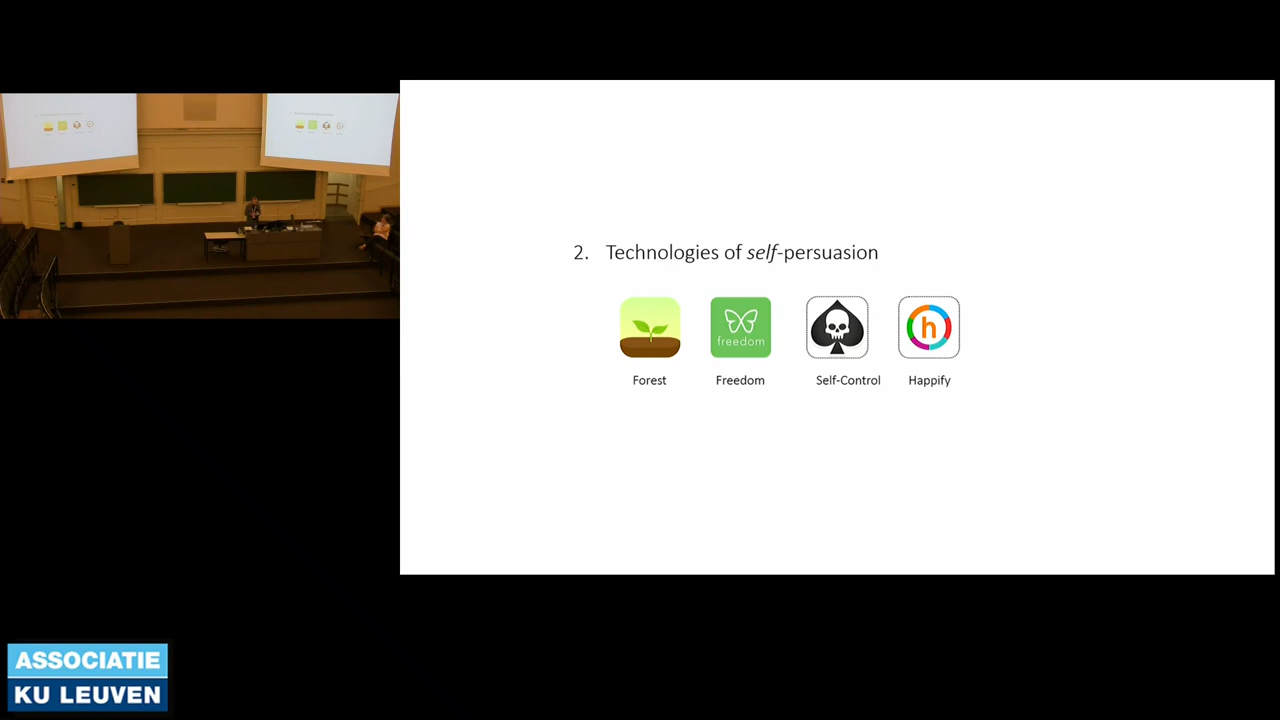 2. Technologies of self-persuasion
freedom
h
Forest Freedom Self-Control Happify
ASSOCIATIE
KU LEUVEN